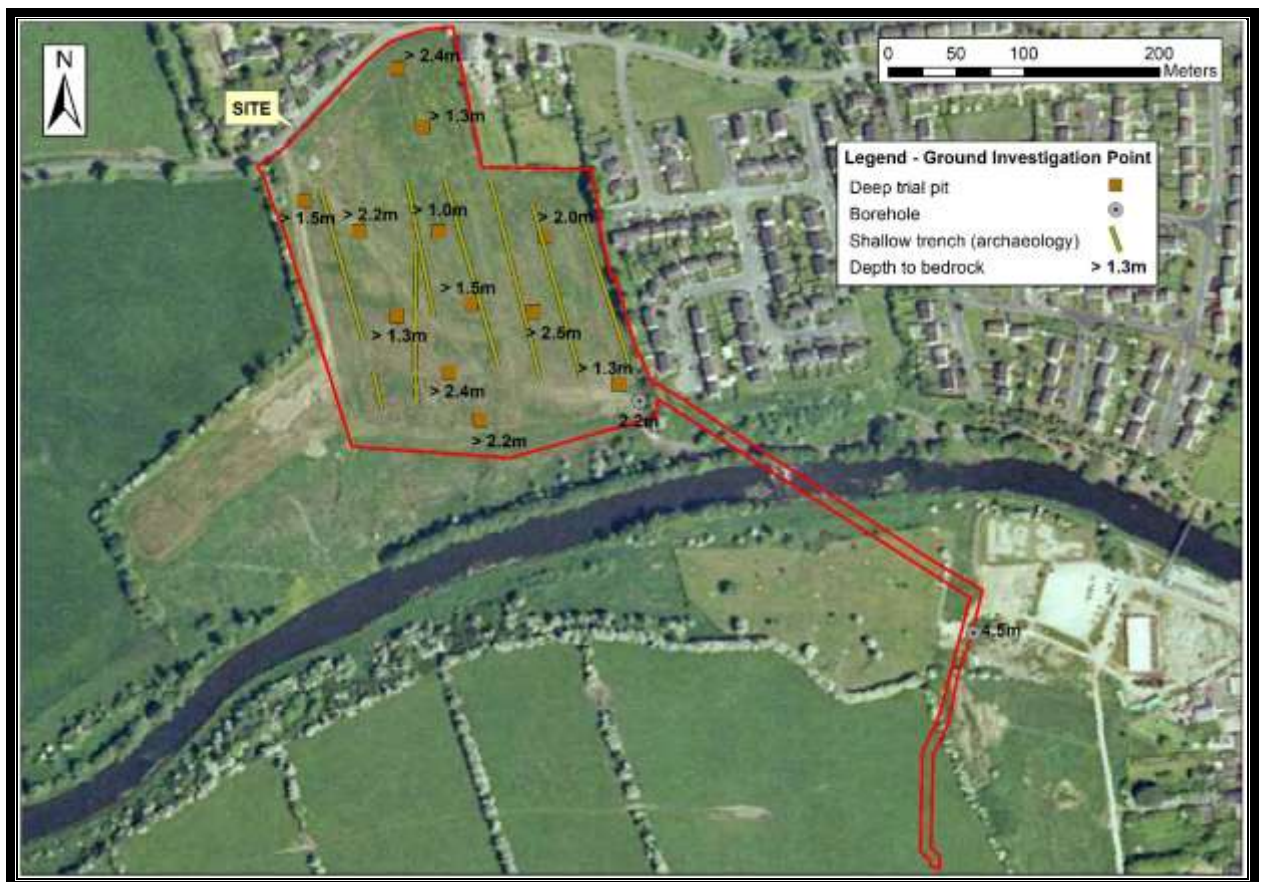 N
0 50 100 200
Meters
SITE
Legend - Ground Investigation Point
Deep trial pit
Borehole
Shallow trench (archaeology)
Depth to bedrock > 1.3m
> 2.4m
> 1.3m
> 1.5m
> 2.2m
> 1.0m
> 2.0m
> 1.5m
> 1.3m
> 2.5m
> 1.3m
> 2.4m
2.2m
> 2.2m
4.5m